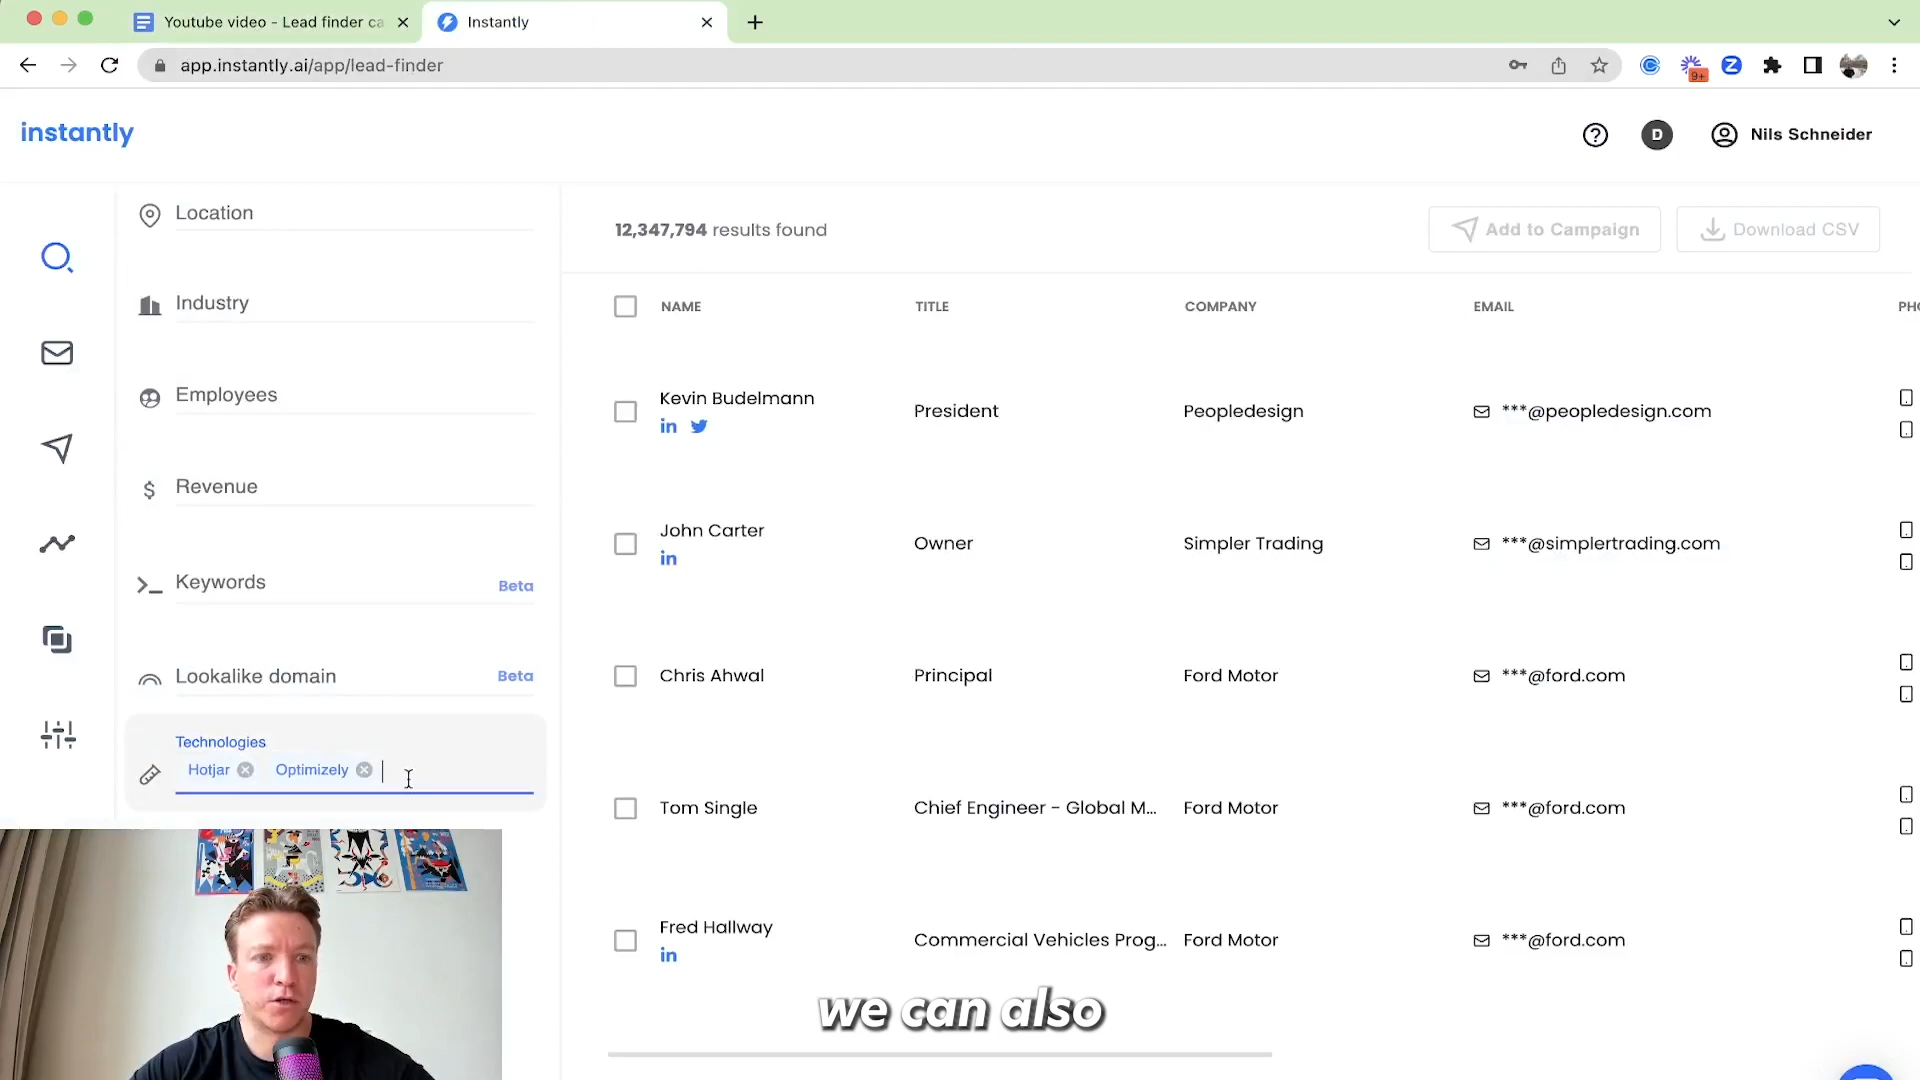 Youtube video - Lead finder ca
Instantly
app.instantly.ai/app/lead-finder
9+
instantly
D
Nils Schneider
Location
Industry
Employees
Revenue
Keywords
Beta
Lookalike domain
Beta
Technologies
Hotjar
Optimizely
12,347,794 results found
Add to Campaign
Download CSV
NAME TITLE COMPANY EMAIL PHO
Kevin Budelmann President Peopledesign ***@peopledesign.com
John Carter Owner Simpler Trading ***@simplertrading.com
Chris Ahwal Principal Ford Motor ***@ford.com
Tom Single Chief Engineer - Global M... Ford Motor ***@ford.com
Fred Hallway Commercial Vehicles Prog... Ford Motor ***@ford.com
we can also